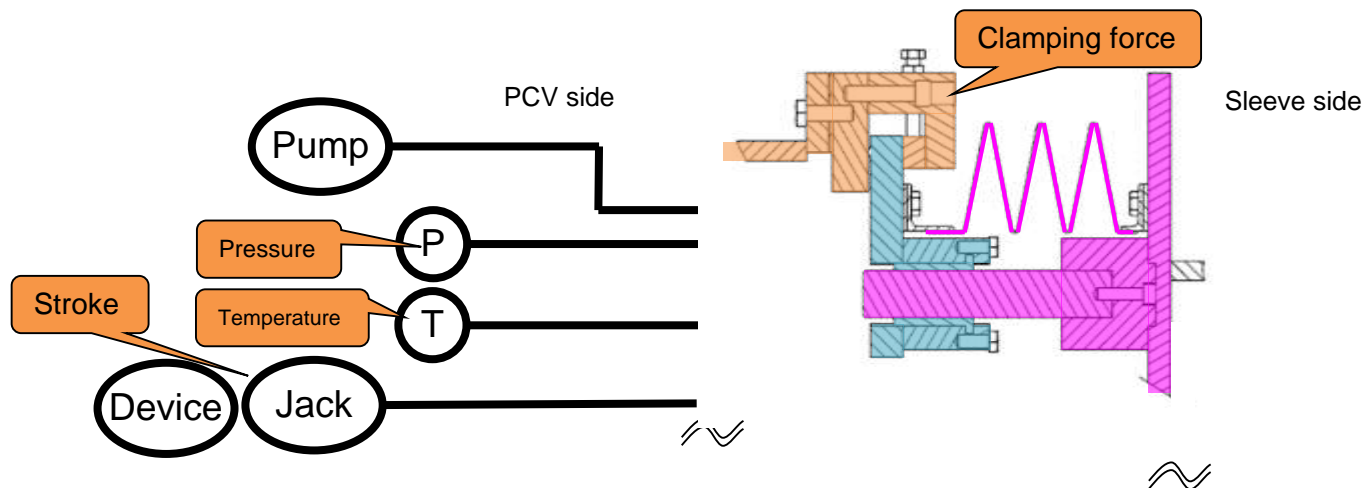 Clamping force
PCV side
Sleeve side
Pump
Pressure
P
Stroke
Temperature
T
Device
Jack